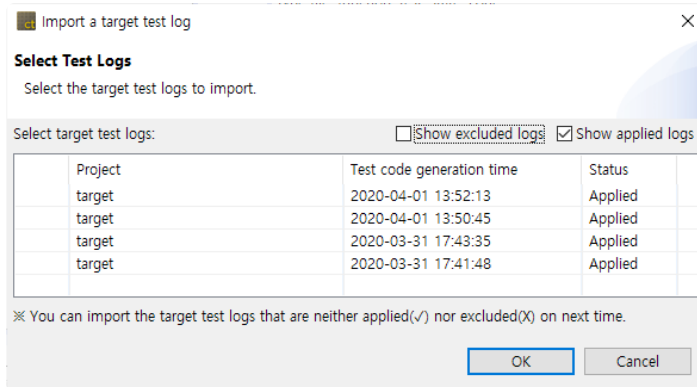 ct Import a target test log
Select Test Logs
Select the target test logs to import.
Select target test logs: Show excluded logs Show applied logs
Project Test code generation time Status
target 2020-04-01 13:52:13 Applied
target 2020-04-01 13:50:45 Applied
target 2020-03-31 17:43:35 Applied
target 2020-03-31 17:41:48 Applied
※ You can import the target test logs that are neither applied(✓) nor excluded(X) on next time.
OK Cancel